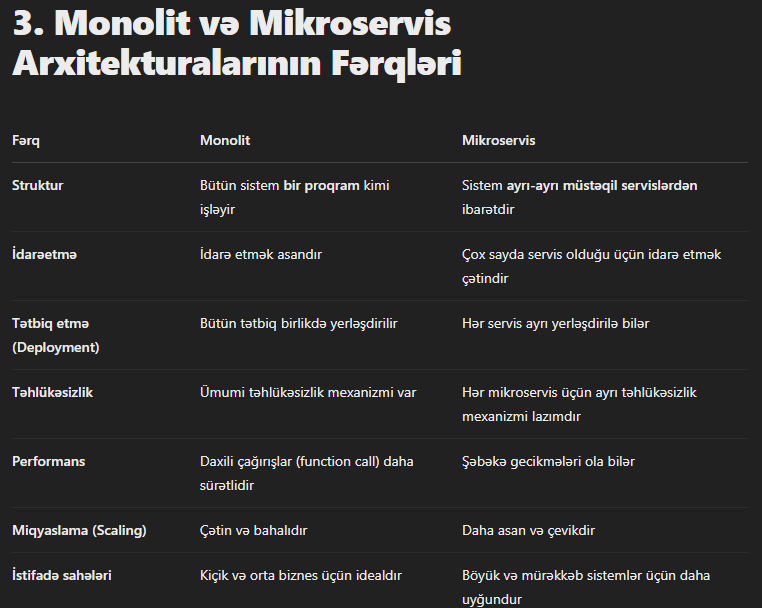 3. Monolit və Mikroservis
Arxitekturalarının Fərqləri
Fərq Monolit Mikroservis
Struktur Bütün sistem bir proqram kimi Sistem ayrı-ayrı müstəqil servislərdən
işləyir ibarətdir
İdarəetmə İdarə etmək asandır Çox sayda servis olduğu üçün idarə etmək
çətindir
Tətbiq etmə Bütün tətbiq birlikdə yerləşdirilir Hər servis ayrı yerləşdirilə bilər
(Deployment)
Təhlükəsizlik Ümumi təhlükəsizlik mexanizmi var Hər mikroservis üçün ayrı təhlükəsizlik
mexanizmi lazımdır
Performans Daxili çağırışlar (function call) daha Şəbəkə gecikmələri ola bilər
sürətlidir
Miqyaslama (Scaling) Çətin və bahalıdır Daha asan və çevikdir
İstifadə sahələri Kiçik və orta biznes üçün idealdır Böyük və mürəkkəb sistemlər üçün daha
uyğundur